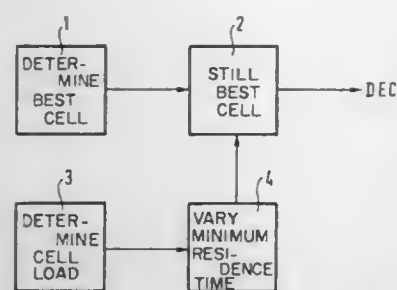 1
DETER-
MINE
BEST
CELL
2
STILL
BEST
CELL
DEC
3
DETER-
MINE
CELL
LOAD
4
VARY
MINIMUM
RESI-
DENCE
TIME